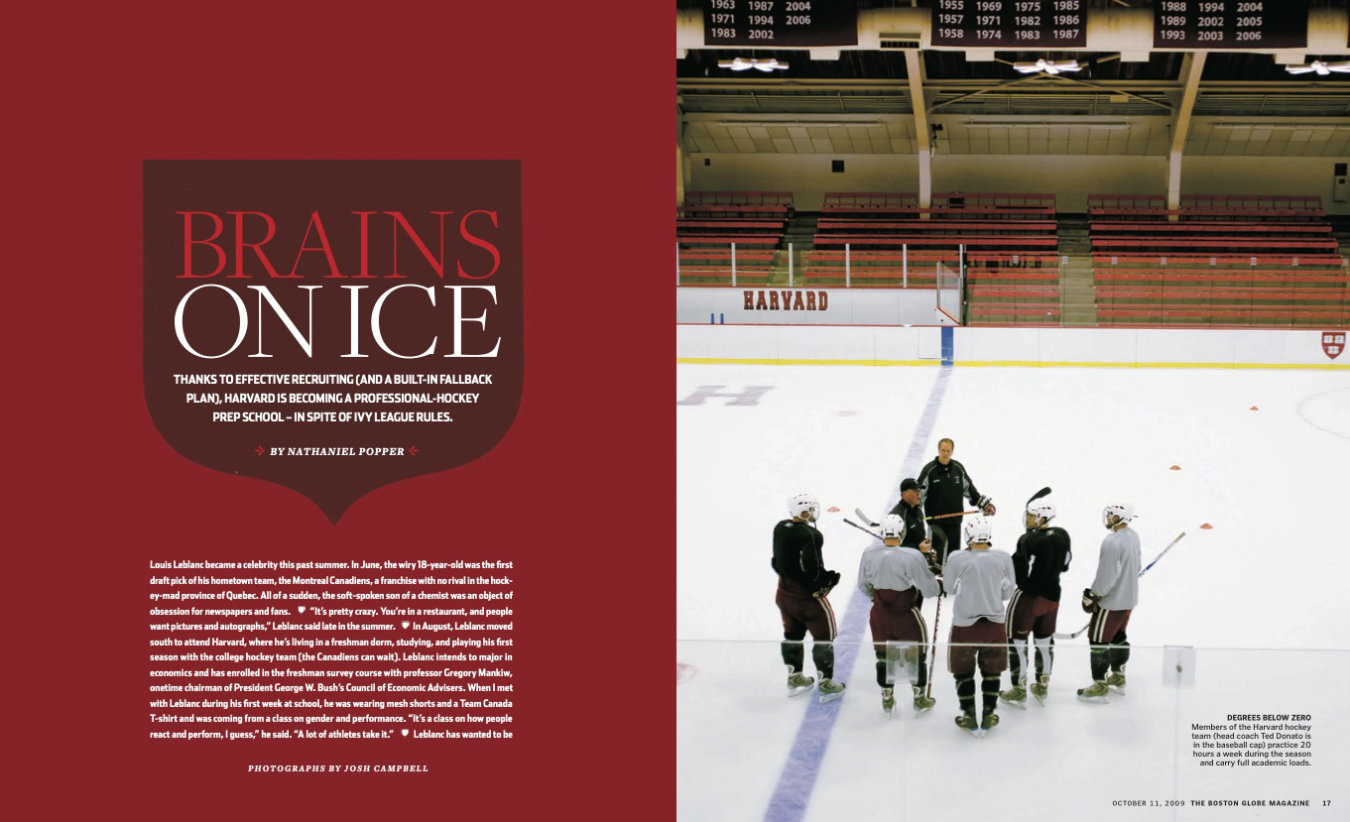 BRAINS
ON ICE
THANKS TO EFFECTIVE RECRUITING (AND A BUILT-IN FALLBACK
PLAN), HARVARD IS BECOMING A PROFESSIONAL-HOCKEY
PREP SCHOOL – IN SPITE OF IVY LEAGUE RULES.
BY NATHANIEL POPPER
Louis Leblanc became a celebrity this past summer. In June, the wiry 18-year-old was the first
draft pick of his hometown team, the Montreal Canadiens, a franchise with no rival in the hock-
ey-mad province of Quebec. All of a sudden, the soft-spoken son of a chemist was an object of
obsession for newspapers and fans. “It’s pretty crazy. You’re in a restaurant, and people
want pictures and autographs,” Leblanc said late in the summer. In August, Leblanc moved
south to attend Harvard, where he’s living in a freshman dorm, studying, and playing his first
season with the college hockey team (the Canadiens can wait). Leblanc intends to major in
economics and has enrolled in the freshman survey course with professor Gregory Mankiw,
onetime chairman of President George W. Bush’s Council of Economic Advisers. When I met
with Leblanc during his first week at school, he was wearing mesh shorts and a Team Canada
T-shirt and was coming from a class on gender and performance. “It’s a class on how people
react and perform, I guess,” he said. “A lot of athletes take it.” Leblanc has wanted to be
PHOTOGRAPHS BY JOSH CAMPBELL
1963 1987 2004
1971 1994 2006
1983 2002
1955 1969 1975 1985
1957 1971 1982 1986
1958 1974 1983 1987
1988 1994 2004
1989 2002 2005
1993 2003 2006
HARVARD
H
DEGREES BELOW ZERO
Members of the Harvard hockey
team (head coach Ted Donato is
in the baseball cap) practice 20
hours a week during the season
and carry full academic loads.
OCTOBER 11, 2009 THE BOSTON GLOBE MAGAZINE 17